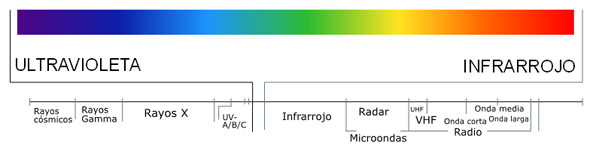 ULTRAVIOLETA
INFRARROJO
Rayos
cósmicos
Rayos
Gamma
Rayos X
UV-
A/B/C
Infrarrojo
Radar
Microondas
UHF
VHF
Onda corta
Onda media
Onda larga
Radio